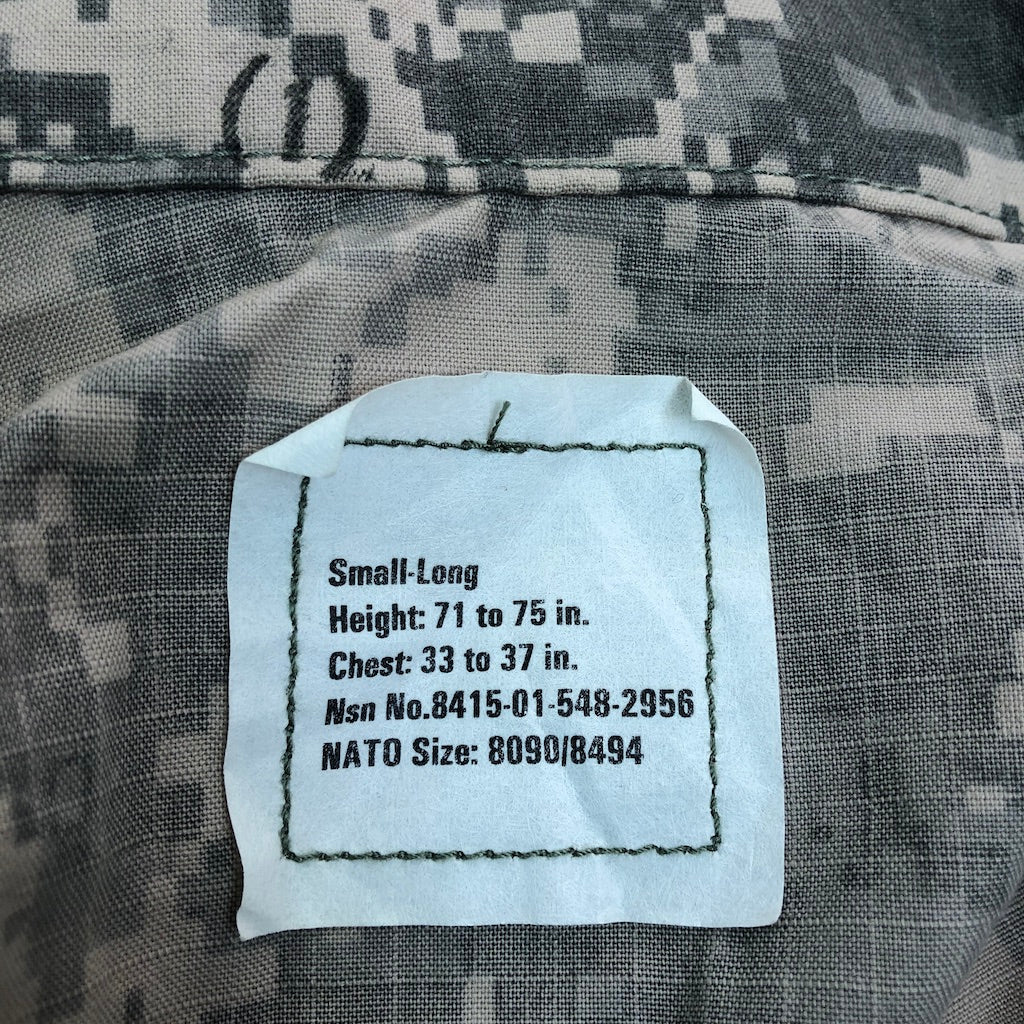 (1)
Small-Long
Height: 71 to 75 in.
Chest: 33 to 37 in.
Nsn No.8415-01-548-2956
NATO Size: 8090/8494